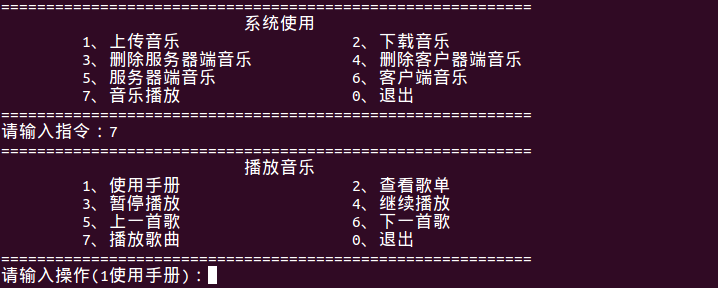 ============================================================
系统使用
1、上传音乐 2、下载音乐
3、删除服务器端音乐 4、删除客户器端音乐
5、服务器端音乐 6、客户端音乐
7、音乐播放 0、退出
============================================================
请输入指令：7
============================================================
播放音乐
1、使用手册 2、查看歌单
3、暂停播放 4、继续播放
5、上一首歌 6、下一首歌
7、播放歌曲 0、退出
============================================================
请输入操作(1使用手册)：